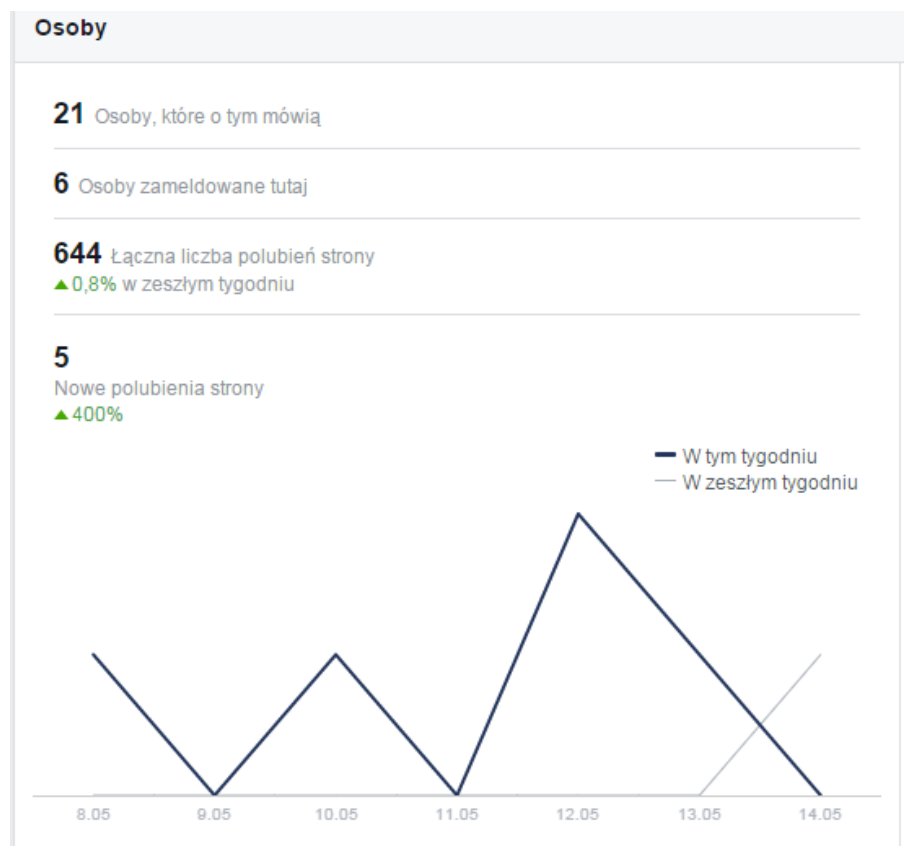 Osoby
21 Osoby, które o tym mówią
6 Osoby zameldowane tutaj
644 Łączna liczba polubień strony
▲0,8% w zeszłym tygodniu
5
Nowe polubienia strony
▲400%
W tym tygodniu
W zeszłym tygodniu
8.05 9.05 10.05 11.05 12.05 13.05 14.05